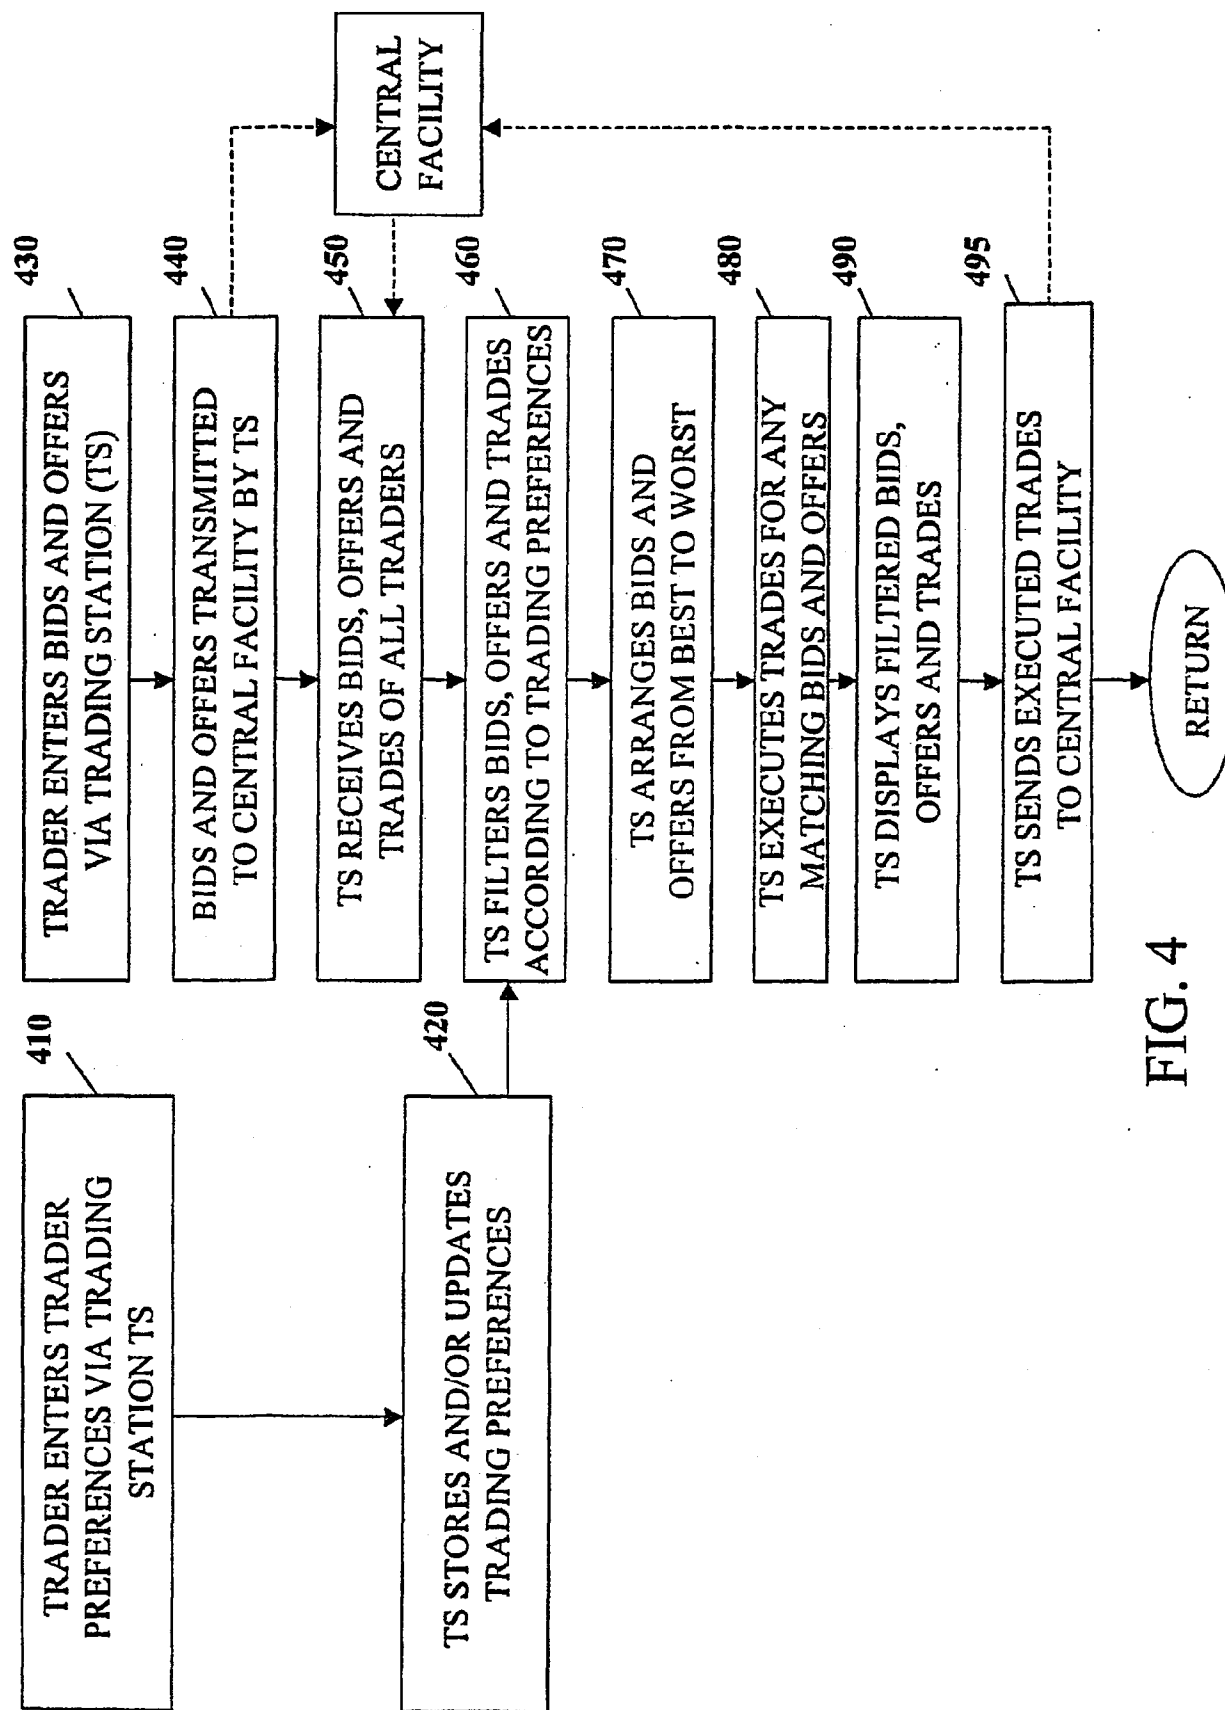 410
TRADER ENTERS TRADER
PREFERENCES VIA TRADING
STATION TS
420
TS STORES AND/OR UPDATES
TRADING PREFERENCES
430
TRADER ENTERS BIDS AND OFFERS
VIA TRADING STATION (TS)
440
BIDS AND OFFERS TRANSMITTED
TO CENTRAL FACILITY BY TS
450
TS RECEIVES BIDS, OFFERS AND
TRADES OF ALL TRADERS
460
TS FILTERS BIDS, OFFERS AND TRADES
ACCORDING TO TRADING PREFERENCES
470
TS ARRANGES BIDS AND
OFFERS FROM BEST TO WORST
480
TS EXECUTES TRADES FOR ANY
MATCHING BIDS AND OFFERS
490
TS DISPLAYS FILTERED BIDS,
OFFERS AND TRADES
495
TS SENDS EXECUTED TRADES
TO CENTRAL FACILITY
CENTRAL
FACILITY
RETURN
FIG. 4